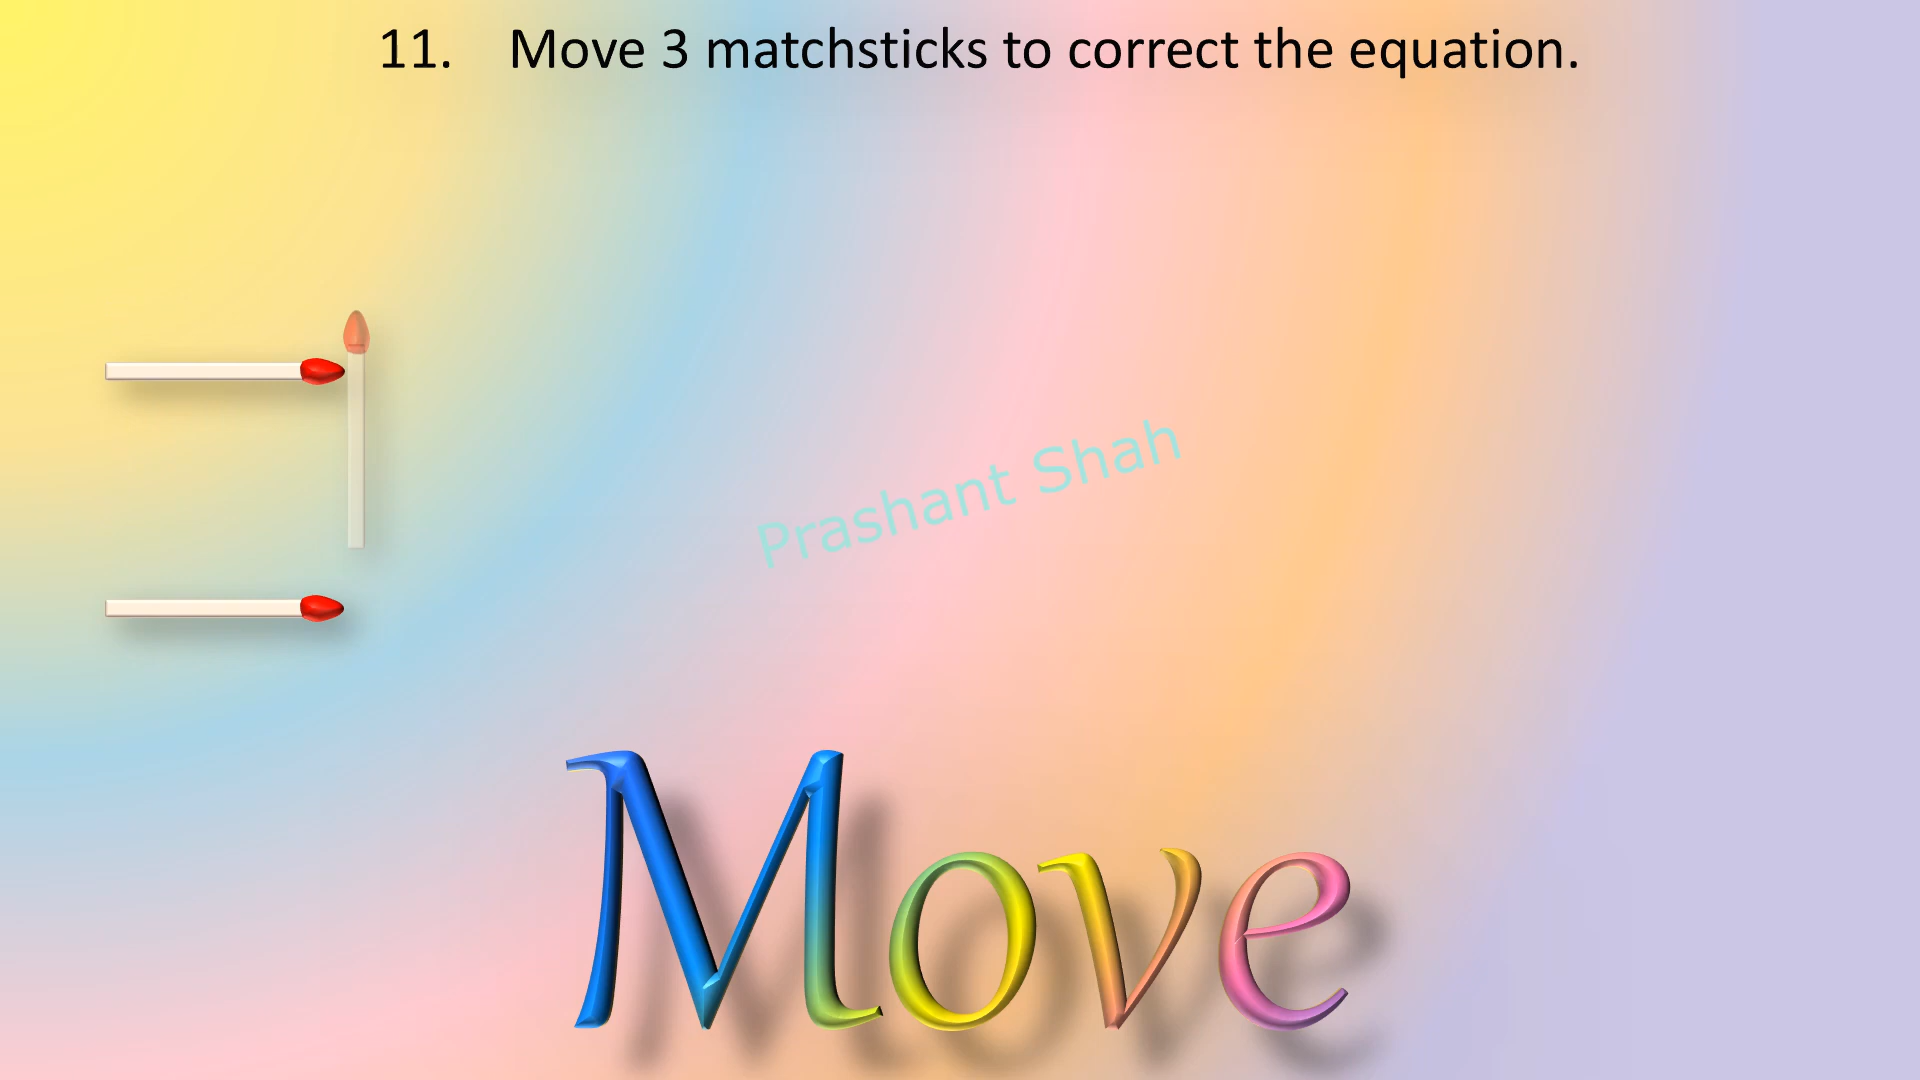 11. Move 3 matchsticks to correct the equation.
Prashant Shah
Move